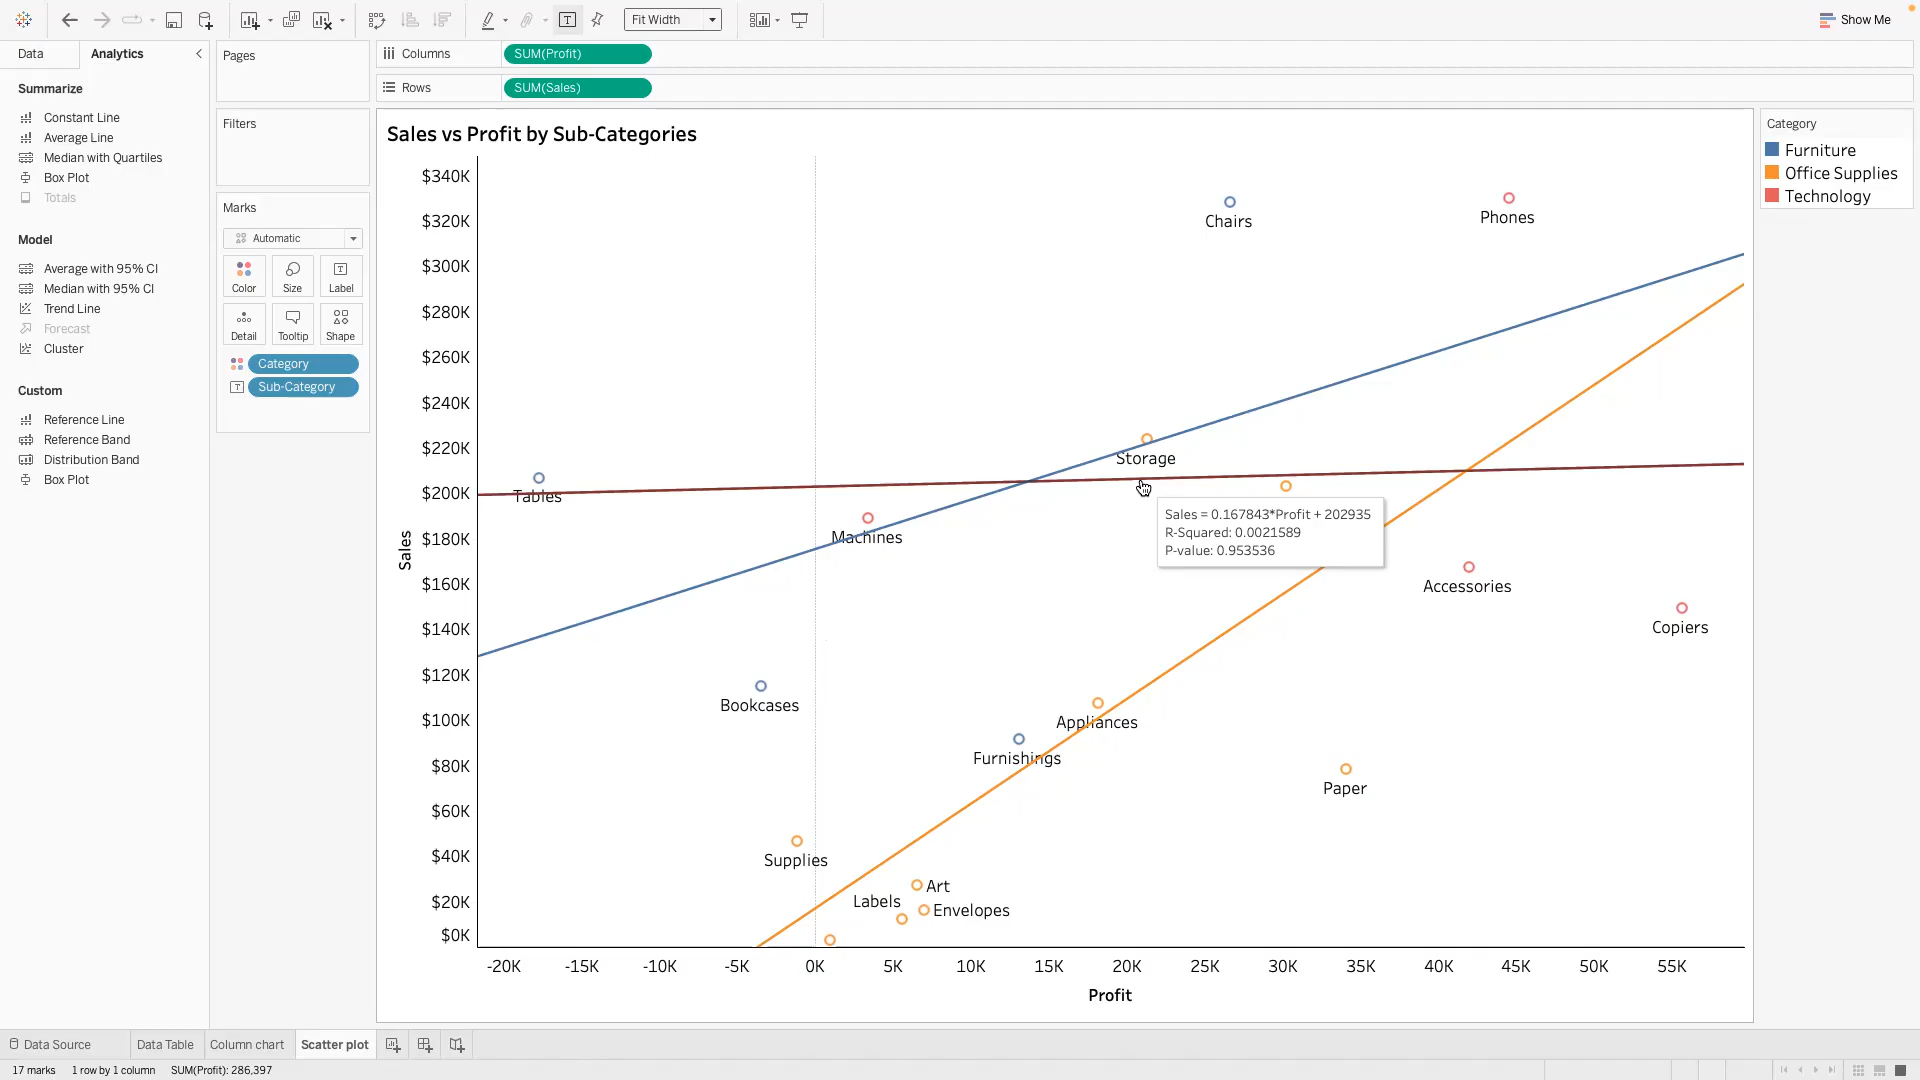 Fit Width
Show Me
Data
Analytics
Pages
Columns
SUM(Profit)
Rows
SUM(Sales)
Summarize
Constant Line
Average Line
Median with Quartiles
Box Plot
Totals
Model
Average with 95% CI
Median with 95% CI
Trend Line
Forecast
Cluster
Custom
Reference Line
Reference Band
Distribution Band
Box Plot
Filters
Marks
Automatic
Color
Size
Label
Detail
Tooltip
Shape
Category
Sub-Category
Sales vs Profit by Sub-Categories
$340K
$320K
$300K
$280K
$260K
$240K
$220K
$200K
$180K
$160K
$140K
$120K
$100K
$80K
$60K
$40K
$20K
$0K
Sales
Chairs
Phones
Storage
Tables
Machines
Sales = 0.167843*Profit + 202935
R-Squared: 0.0021589
P-value: 0.953536
Accessories
Copiers
Bookcases
Appliances
Furnishings
Paper
Supplies
Art
Labels
Envelopes
-20K
-15K
-10K
-5K
0K
5K
10K
15K
20K
25K
30K
35K
40K
45K
50K
55K
Profit
Category
Furniture
Office Supplies
Technology
Data Source
Data Table
Column chart
Scatter plot
17 marks
1 row by 1 column
SUM(Profit): 286,397